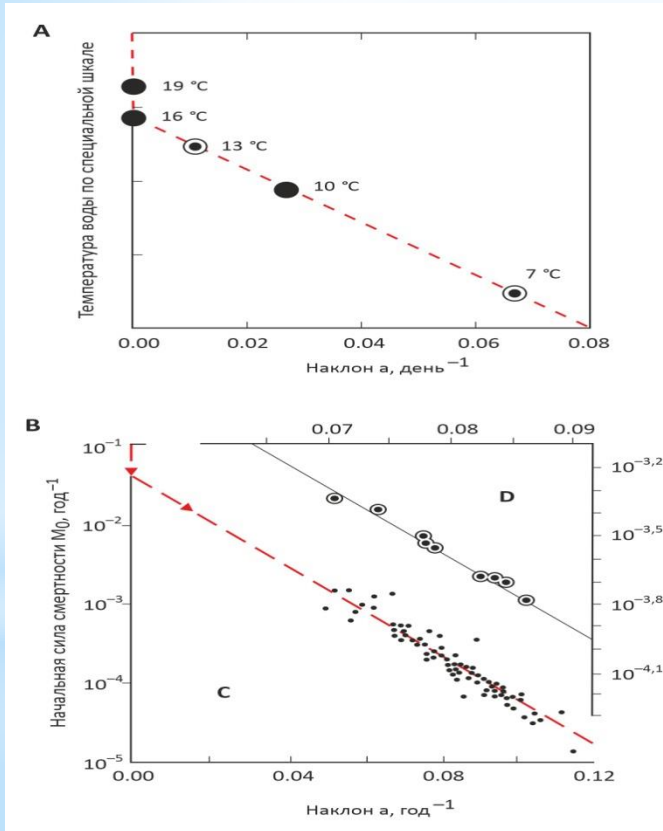 A
Температура воды по специальной шкале
19 °C
16 °C
13 °C
10 °C
7 °C
0.00 0.02 0.04 0.06 0.08
Наклон а, день⁻¹
B
0.07 0.08 0.09
Начальная сила смертности М₀, год⁻¹
10⁻¹
10⁻²
10⁻³
10⁻⁴
10⁻⁵
D
C
10⁻³,²
10⁻³,⁵
10⁻³,⁸
10⁻⁴,¹
0.00 0.04 0.08 0.12
Наклон а, год⁻¹